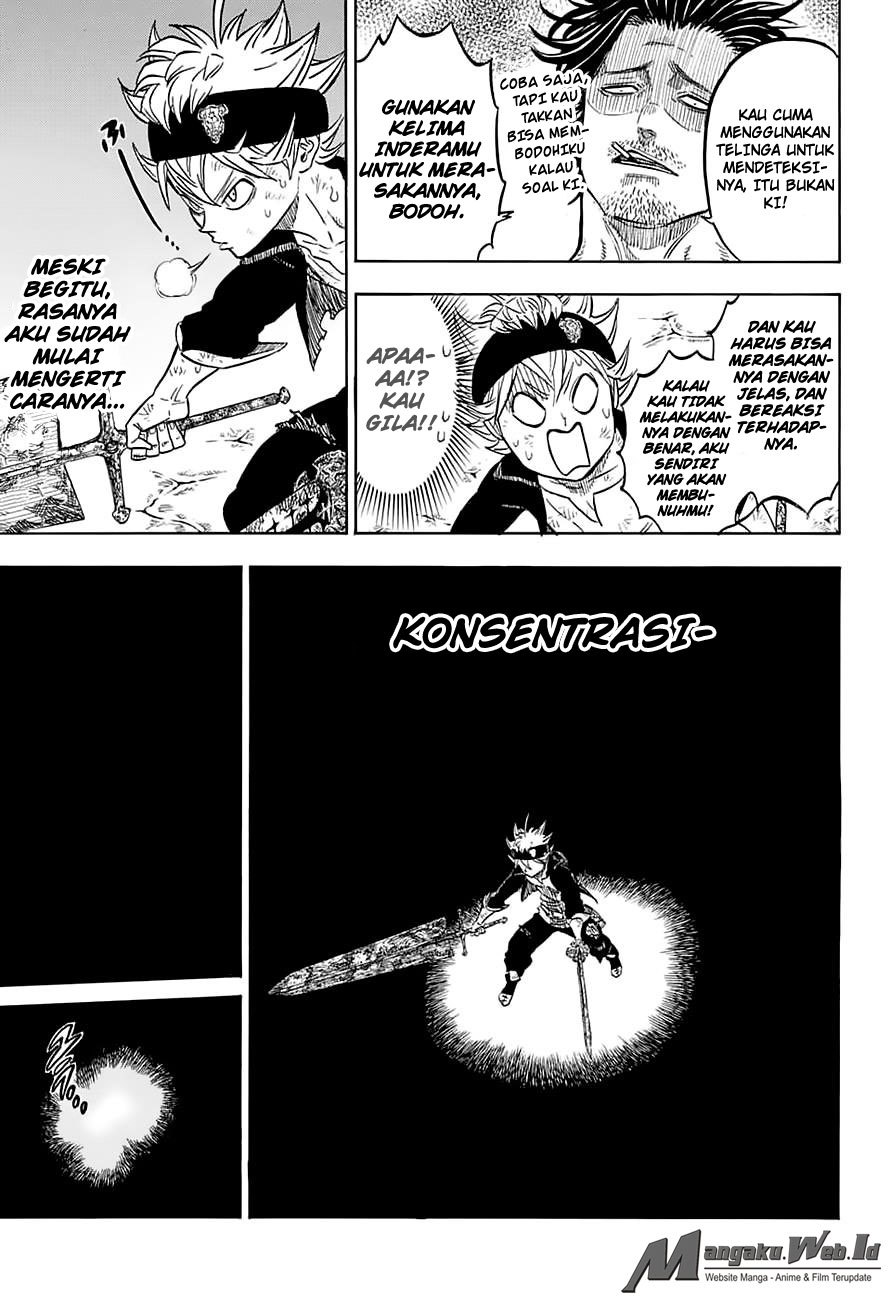 KAU CUMA
MENGGUNAKAN
TELINGA UNTUK
MENDETEKSI-
NYA, ITU BUKAN
KI!
COBA SAJA,
TAPI KAU
TAKKAN
BISA MEM-
BODOHIKU
KALAU
SOAL KI.
GUNAKAN
KELIMA
INDERAMU
UNTUK MERA-
SAKANNYA,
BODOH.
DAN KAU
HARUS BISA
MERASAKAN-
NYA DENGAN
JELAS, DAN
BEREAKSI
TERHADAP-
NYA.
KALAU
KAU TIDAK
MELAKUKAN-
NYA DENGAN
BENAR, AKU
SENDIRI
YANG AKAN
MEMBU-
NUHMU!
APAA-
AA!?
KAU
GILA!!
MESKI
BEGITU,
RASANYA
AKU SUDAH
MULAI
MENGERTI
CARANYA...
KONSENTRASI-
Mangaku.Web.Id
Website Manga - Anime & Film Terupdate